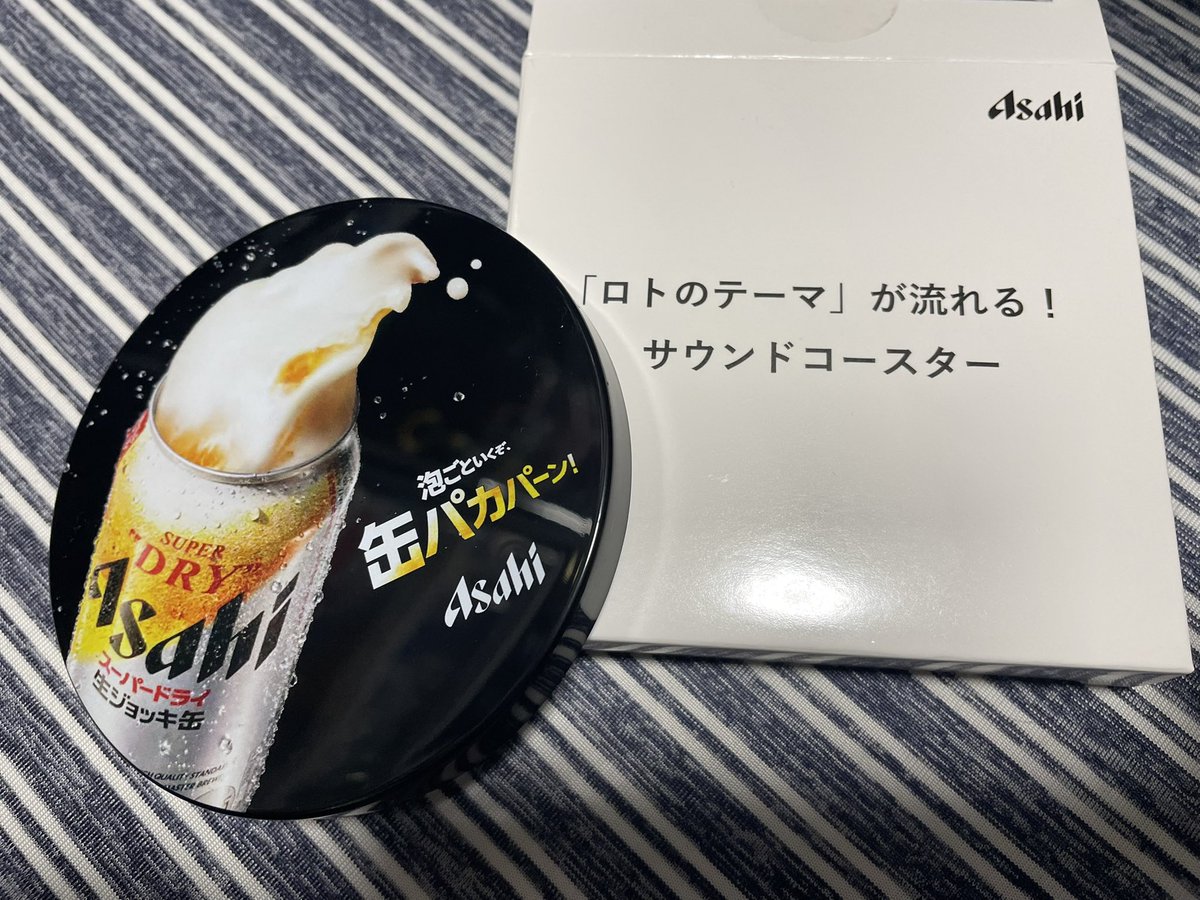 Asahi
「ロトのテーマ」が流れる！
サウンドコースター
泡ごといくぞ、
缶パカパーン!
Asahi
SUPER
"DRY"
Asahi
スーパードライ
生ジョッキ缶
QUALITY